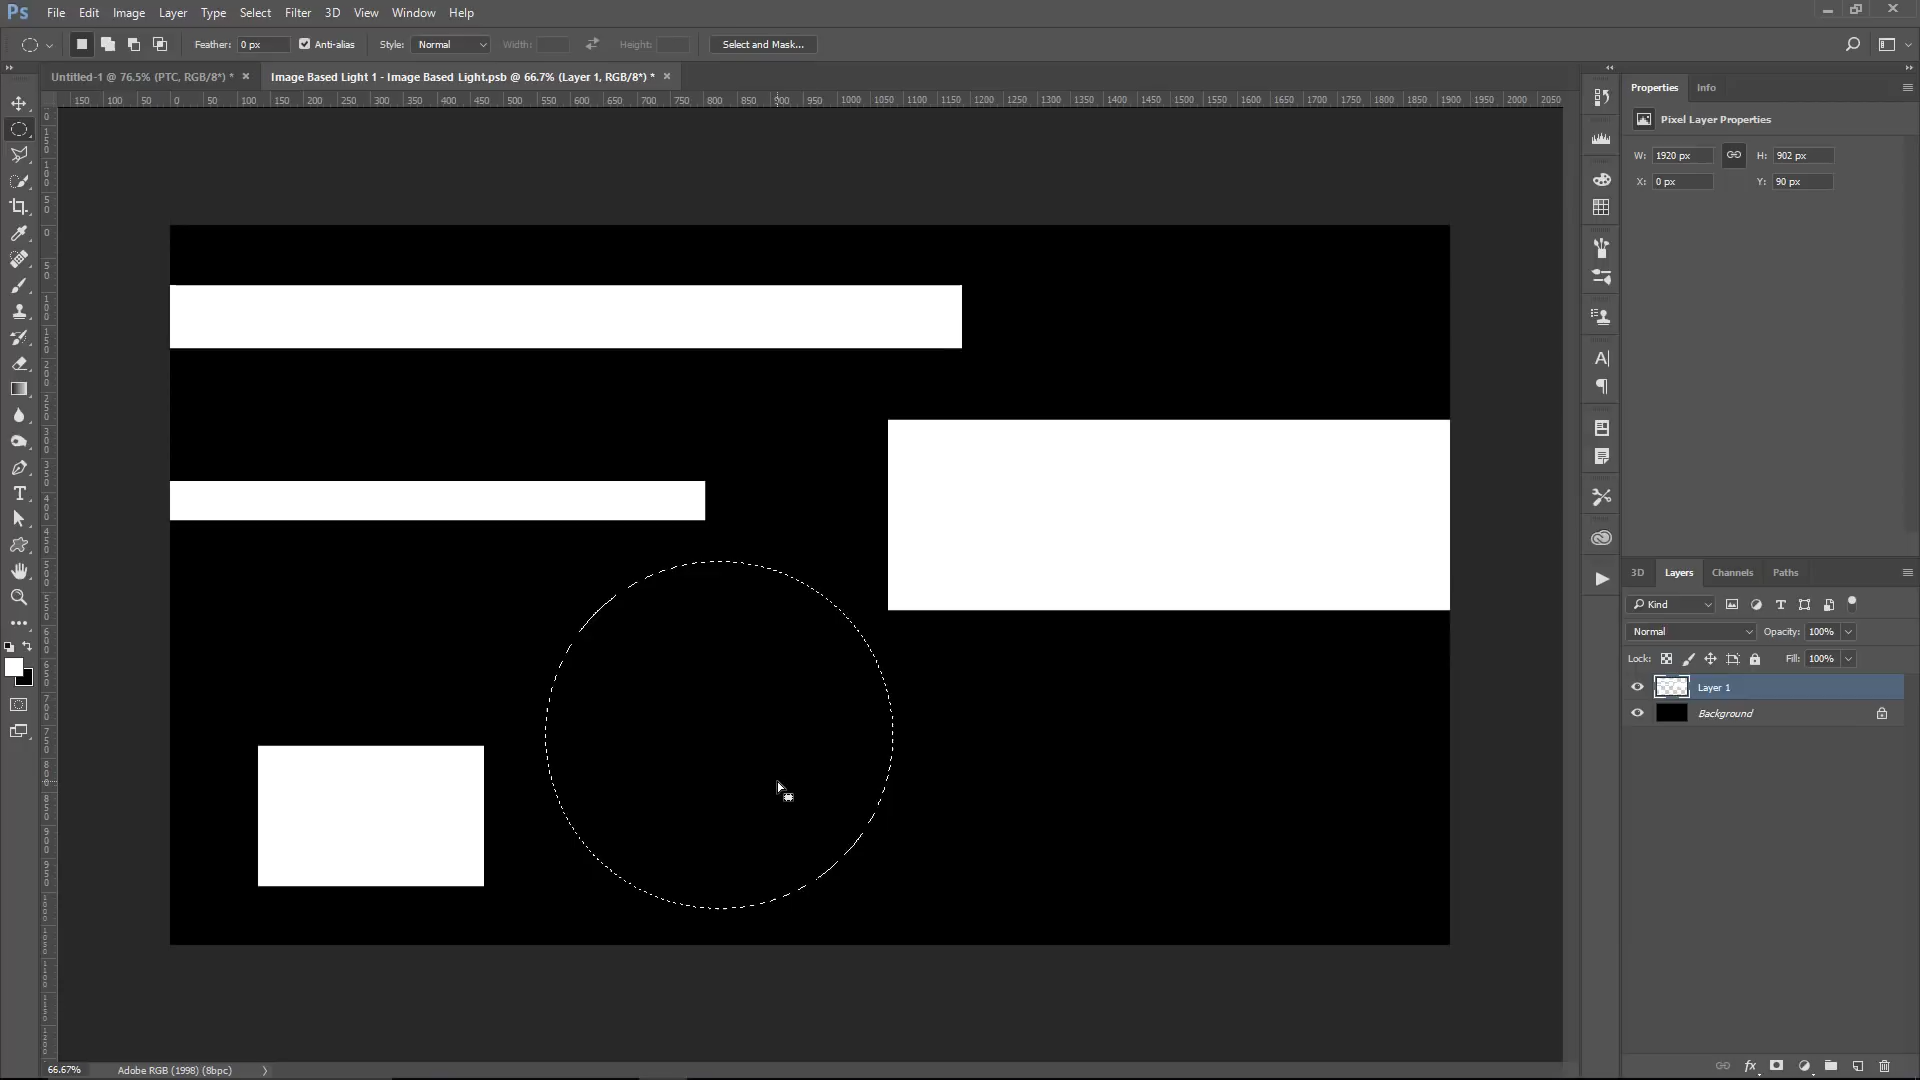 Ps File Edit Image Layer Type Select Filter 3D View Window Help
Feather: 0 px Anti-alias Style: Normal Width: Height: Select and Mask...
Untitled-1 @ 76.5% (PTC, RGB/8*) * × Image Based Light 1 - Image Based Light.psb @ 66.7% (Layer 1, RGB/8*) * ×
150 100 50 0 50 100 150 200 250 300 350 400 450 500 550 600 650 700 750 800 850 900 950 1000 1050 1100 1150 1200 1250 1300 1350 1400 1450 1500 1550 1600 1650 1700 1750 1800 1850 1900 1950 2000 2050
Properties Info
Pixel Layer Properties
W: 1920 px H: 902 px
X: 0 px Y: 90 px
3D Layers Channels Paths
Kind
Normal Opacity: 100%
Lock: Fill: 100%
Layer 1
Background
66.67% Adobe RGB (1998) (8bpc)